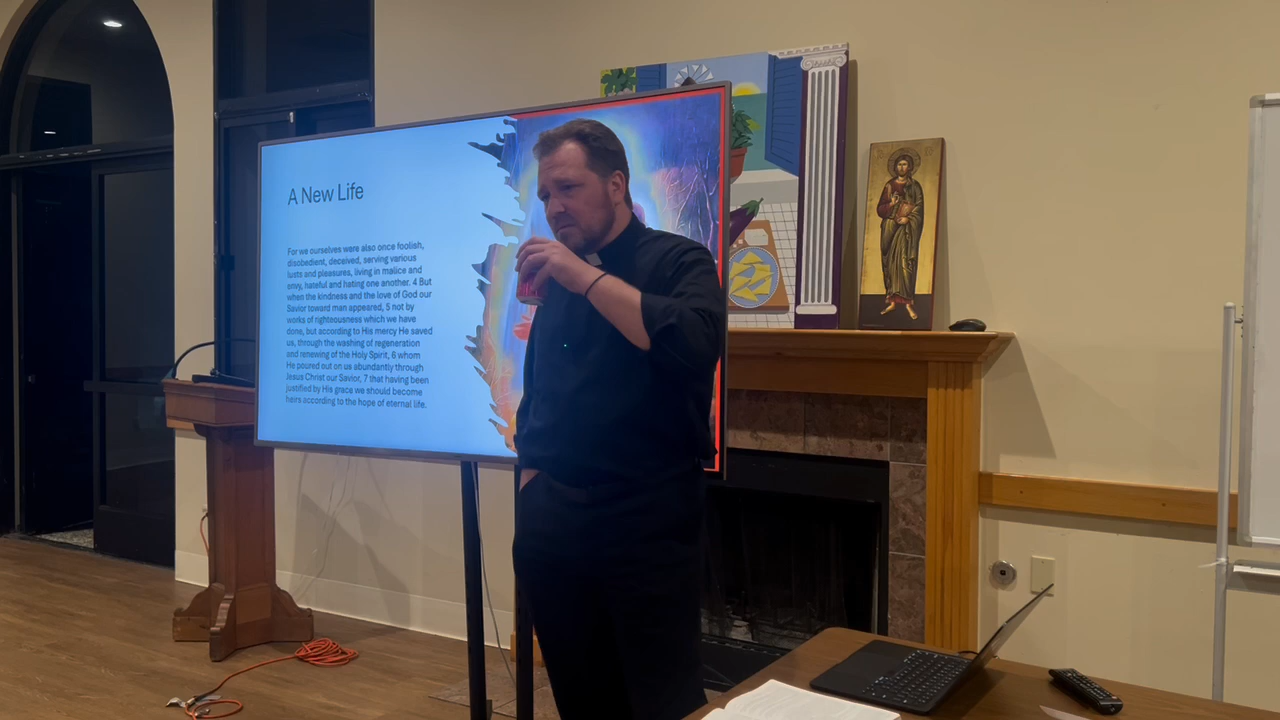 A New Life
For we ourselves were also once foolish,
disobedient, deceived, serving various
lusts and pleasures, living in malice and
envy, hateful and hating one another. 4 But
when the kindness and the love of God our
Savior toward man appeared, 5 not by
works of righteousness which we have
done, but according to His mercy He saved
us, through the washing of regeneration
and renewing of the Holy Spirit, 6 whom
He poured out on us abundantly through
Jesus Christ our Savior, 7 that having been
justified by His grace we should become
heirs according to the hope of eternal life.